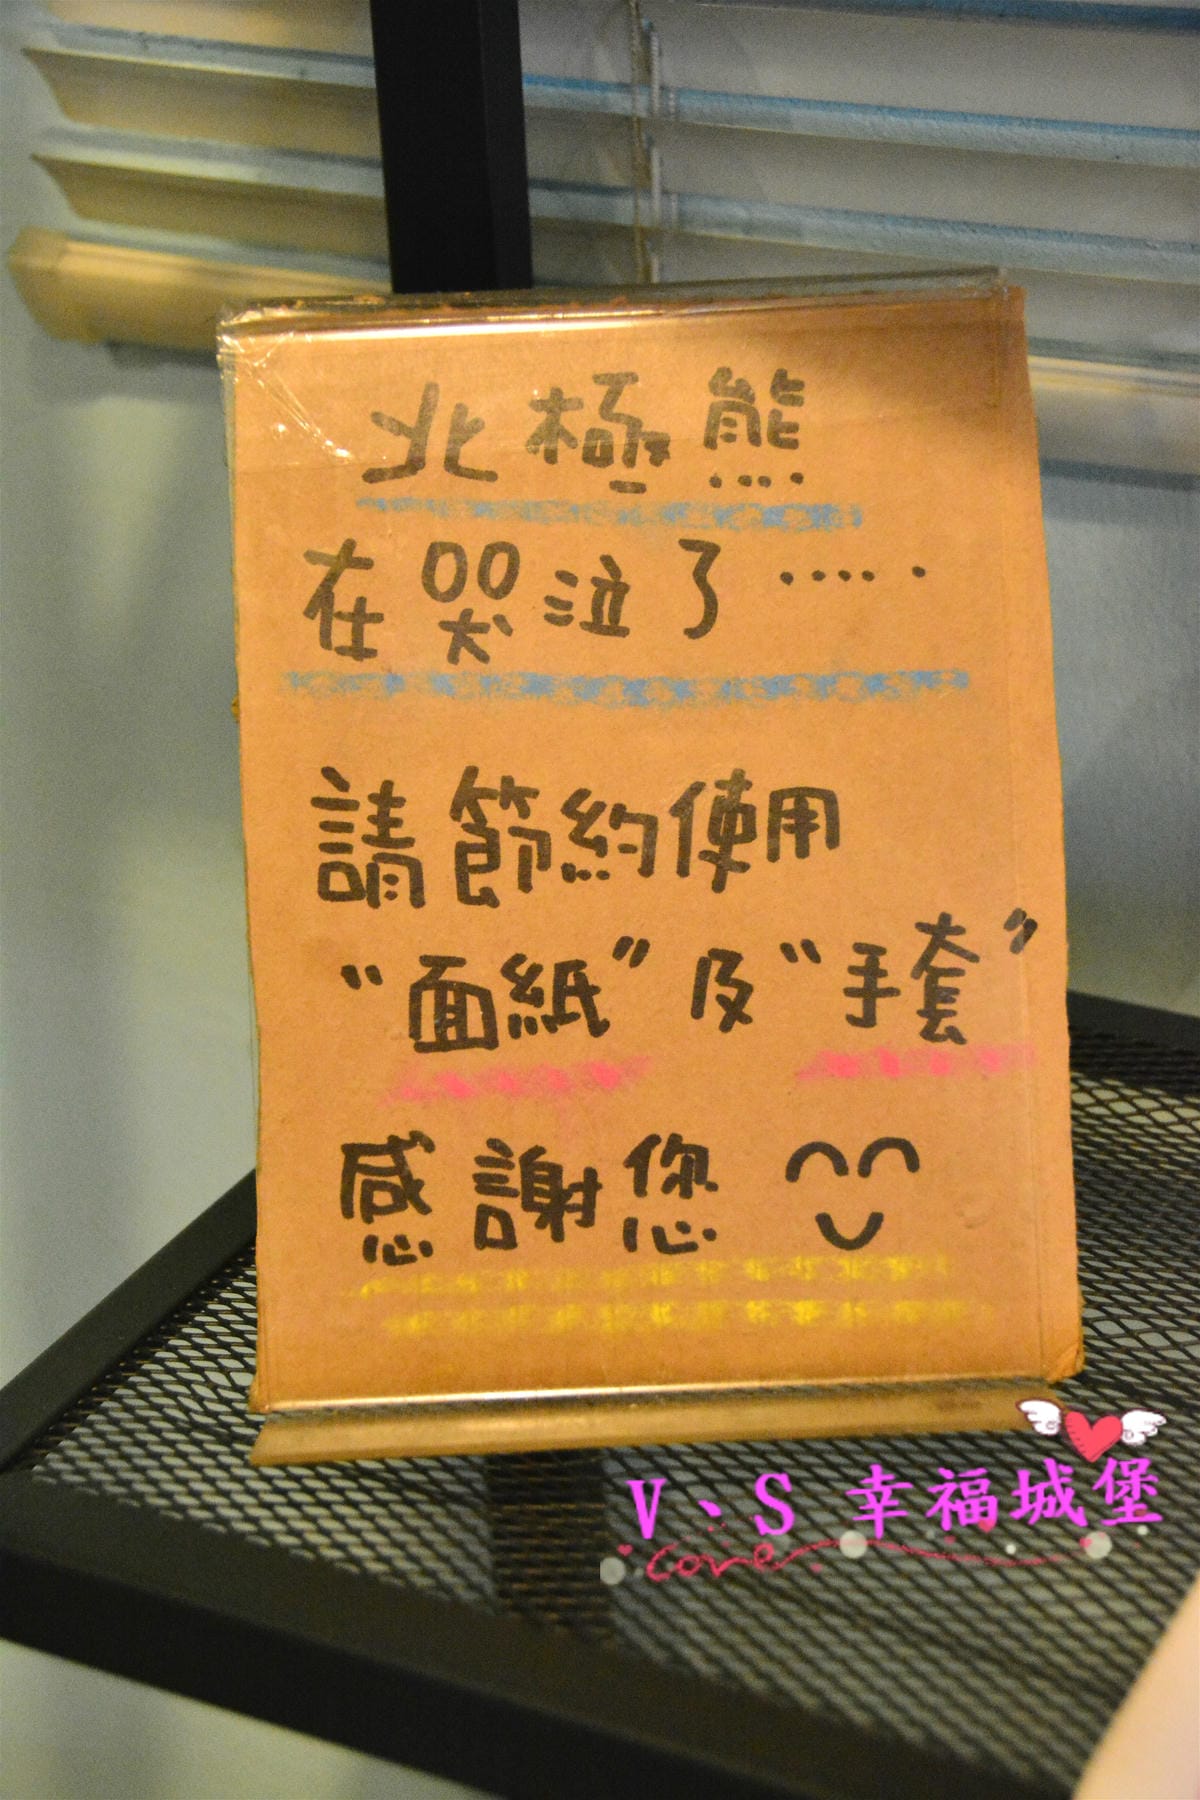 北極熊
在哭泣了......
請節約使用
"面紙"及"手套"
感謝您
V、S 幸福城堡
Love